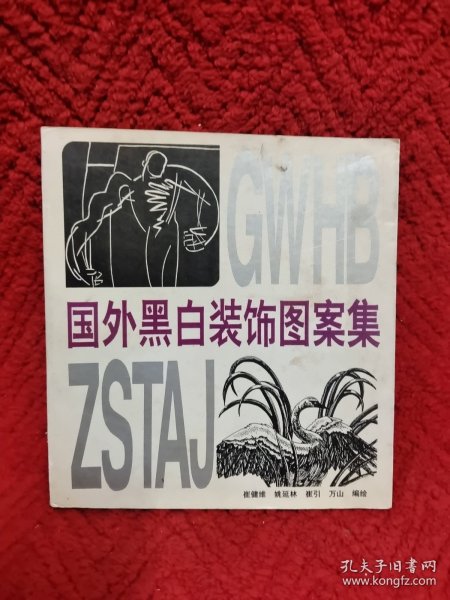 GWHB
国外黑白装饰图案集
ZSTAJ
崔健维 姚延林 崔引 万山 编绘
孔夫子旧书网
www.kongfz.com